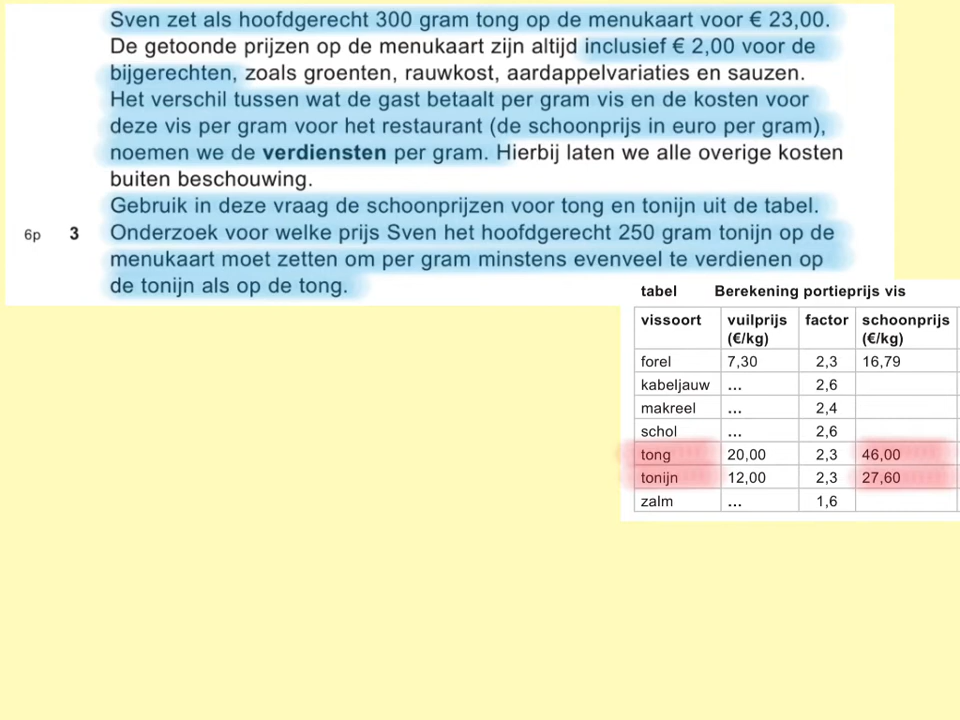 Sven zet als hoofdgerecht 300 gram tong op de menukaart voor € 23,00.
De getoonde prijzen op de menukaart zijn altijd inclusief € 2,00 voor de
bijgerechten, zoals groenten, rauwkost, aardappelvariaties en sauzen.
Het verschil tussen wat de gast betaalt per gram vis en de kosten voor
deze vis per gram voor het restaurant (de schoonprijs in euro per gram),
noemen we de verdiensten per gram. Hierbij laten we alle overige kosten
buiten beschouwing.
Gebruik in deze vraag de schoonprijzen voor tong en tonijn uit de tabel.
6p 3 Onderzoek voor welke prijs Sven het hoofdgerecht 250 gram tonijn op de
menukaart moet zetten om per gram minstens evenveel te verdienen op
de tonijn als op de tong.
tabel Berekening portieprijs vis
vissoort vuilprijs factor schoonprijs
(€/kg) (€/kg)
forel 7,30 2,3 16,79
kabeljauw ... 2,6
makreel ... 2,4
schol ... 2,6
tong 20,00 2,3 46,00
tonijn 12,00 2,3 27,60
zalm ... 1,6